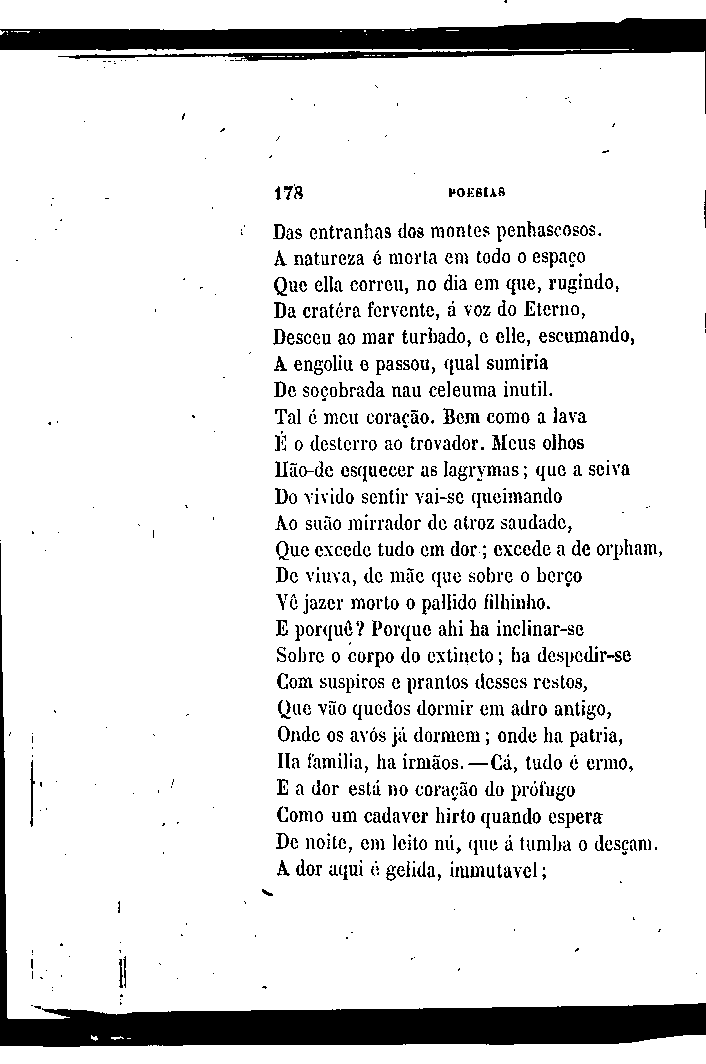 178 POESIAS
Das entranhas dos montes penhascosos.
A natureza é morta em todo o espaço
Que ella correu, no dia em que, rugindo,
Da cratéra fervente, á voz do Eterno,
Desceu ao mar turbado, e elle, escumando,
A engoliu e passou, qual sumiria
De soçobrada nau celeuma inutil.
Tal é meu coração. Bem como a lava
É o desterro ao trovador. Meus olhos
Hão-de esquecer as lagrymas; que a seiva
Do vivido sentir vai-se queimando
Ao suão mirrador de atroz saudade,
Que excede tudo em dor; excede a de orpham,
De viuva, de mãe que sobre o berço
Vê jazer morto o pallido filhinho.
E porquê? Porque ahi ha inclinar-se
Sobre o corpo do extincto; ha despedir-se
Com suspiros e prantos desses restos,
Que vão quedos dormir em adro antigo,
Onde os avós já dormem; onde ha patria,
Ha familia, ha irmãos.—Cá, tudo é ermo,
E a dor está no coração do prófugo
Como um cadaver hirto quando espera
De noite, em leito nú, que á tumba o desçam.
A dor aqui é gelida, immutavel;